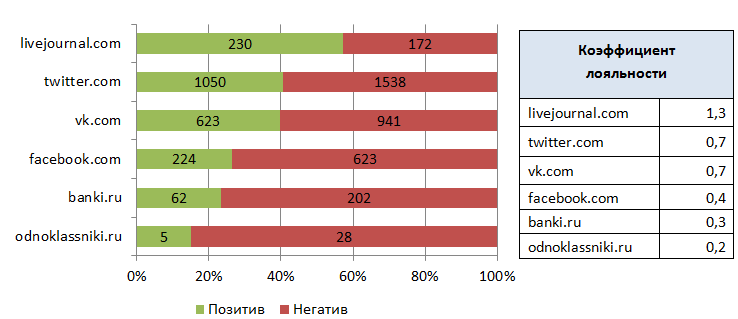 livejournal.com 230 172
twitter.com 1050 1538
vk.com 623 941
facebook.com 224 623
banki.ru 62 202
odnoklassniki.ru 5 28
0% 20% 40% 60% 80% 100%
Позитив Негатив
Коэффициент
лояльности
livejournal.com 1,3
twitter.com 0,7
vk.com 0,7
facebook.com 0,4
banki.ru 0,3
odnoklassniki.ru 0,2